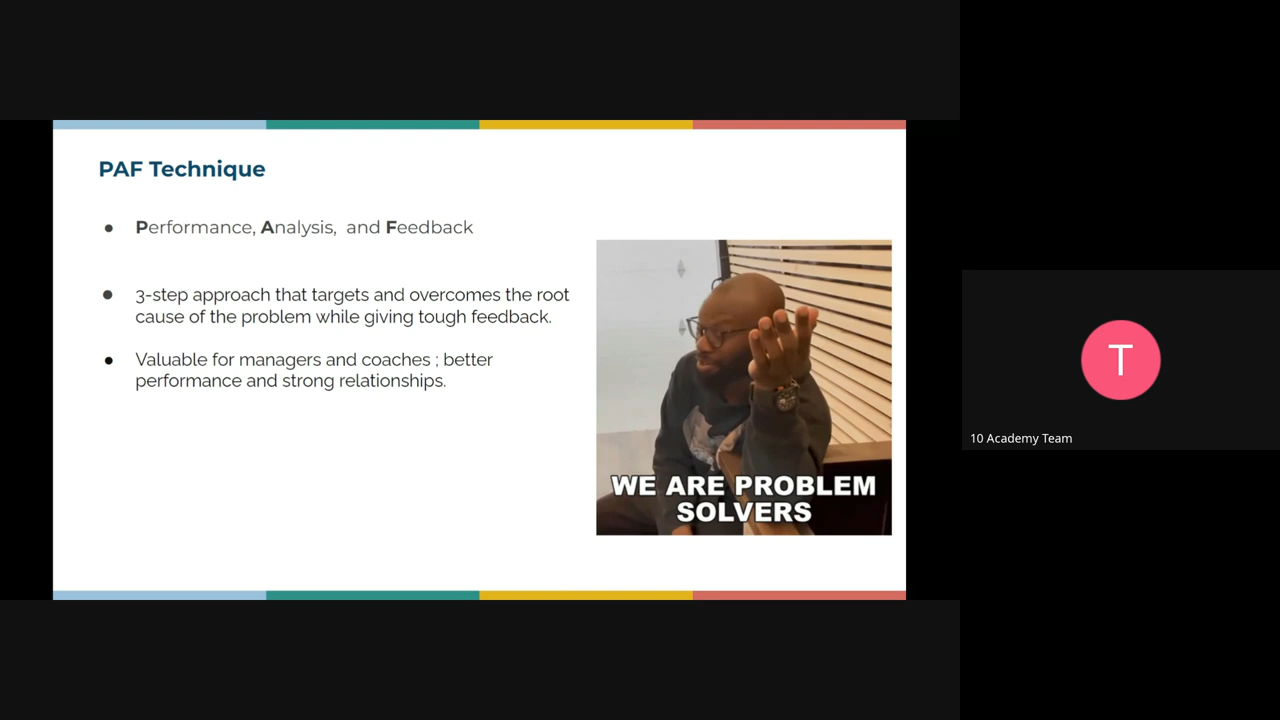 PAF Technique
● Performance, Analysis, and Feedback
● 3-step approach that targets and overcomes the root
cause of the problem while giving tough feedback.
● Valuable for managers and coaches ; better
performance and strong relationships.
WE ARE PROBLEM
SOLVERS
T
10 Academy Team